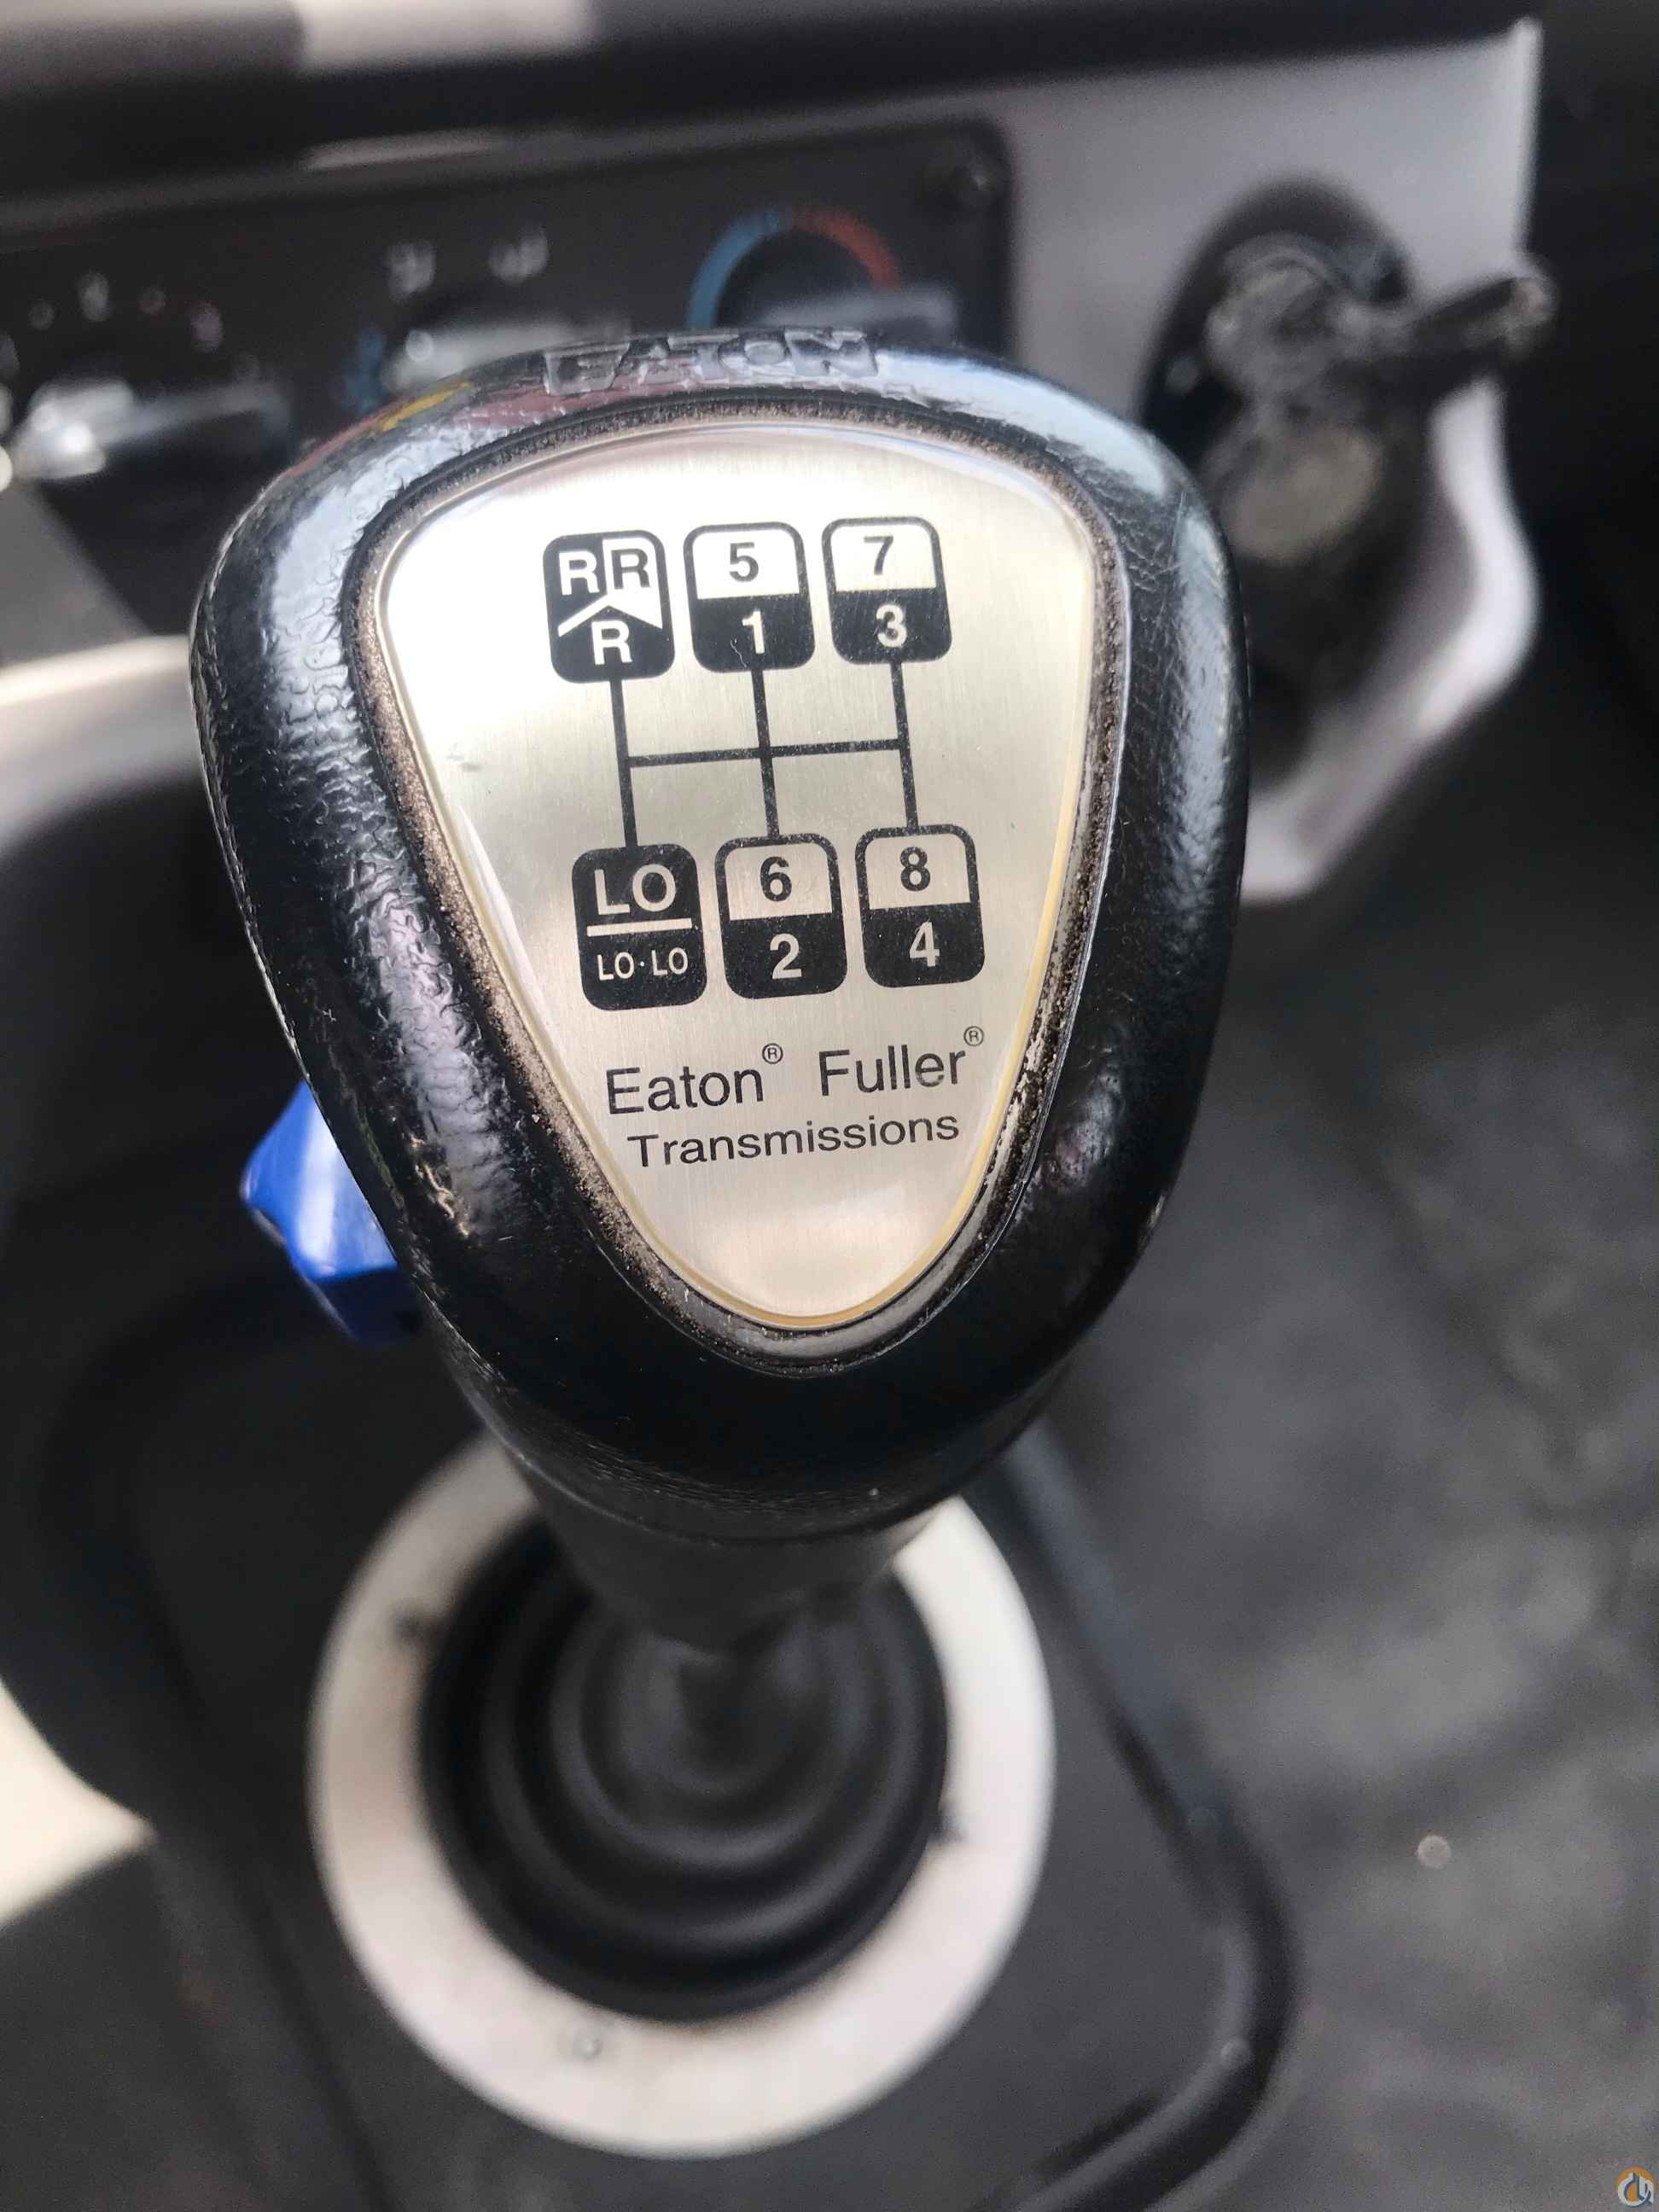 EATON
RR 5 7
R 1 3
LO 6 8
LO·LO 2 4
Eaton® Fuller®
Transmissions